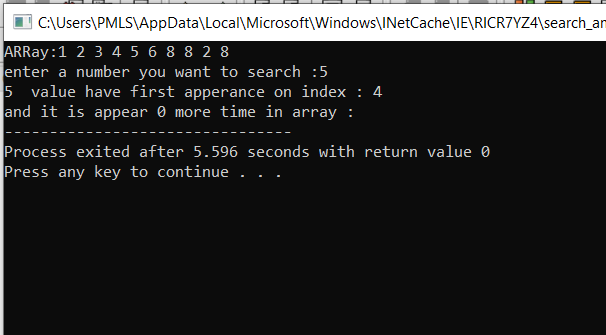 C:\Users\PMLS\AppData\Local\Microsoft\Windows\INetCache\IE\RICR7YZ4\search_an
ARRay:1 2 3 4 5 6 8 8 2 8
enter a number you want to search :5
5  value have first apperance on index : 4
and it is appear 0 more time in array :
--------------------------------
Process exited after 5.596 seconds with return value 0
Press any key to continue . . .